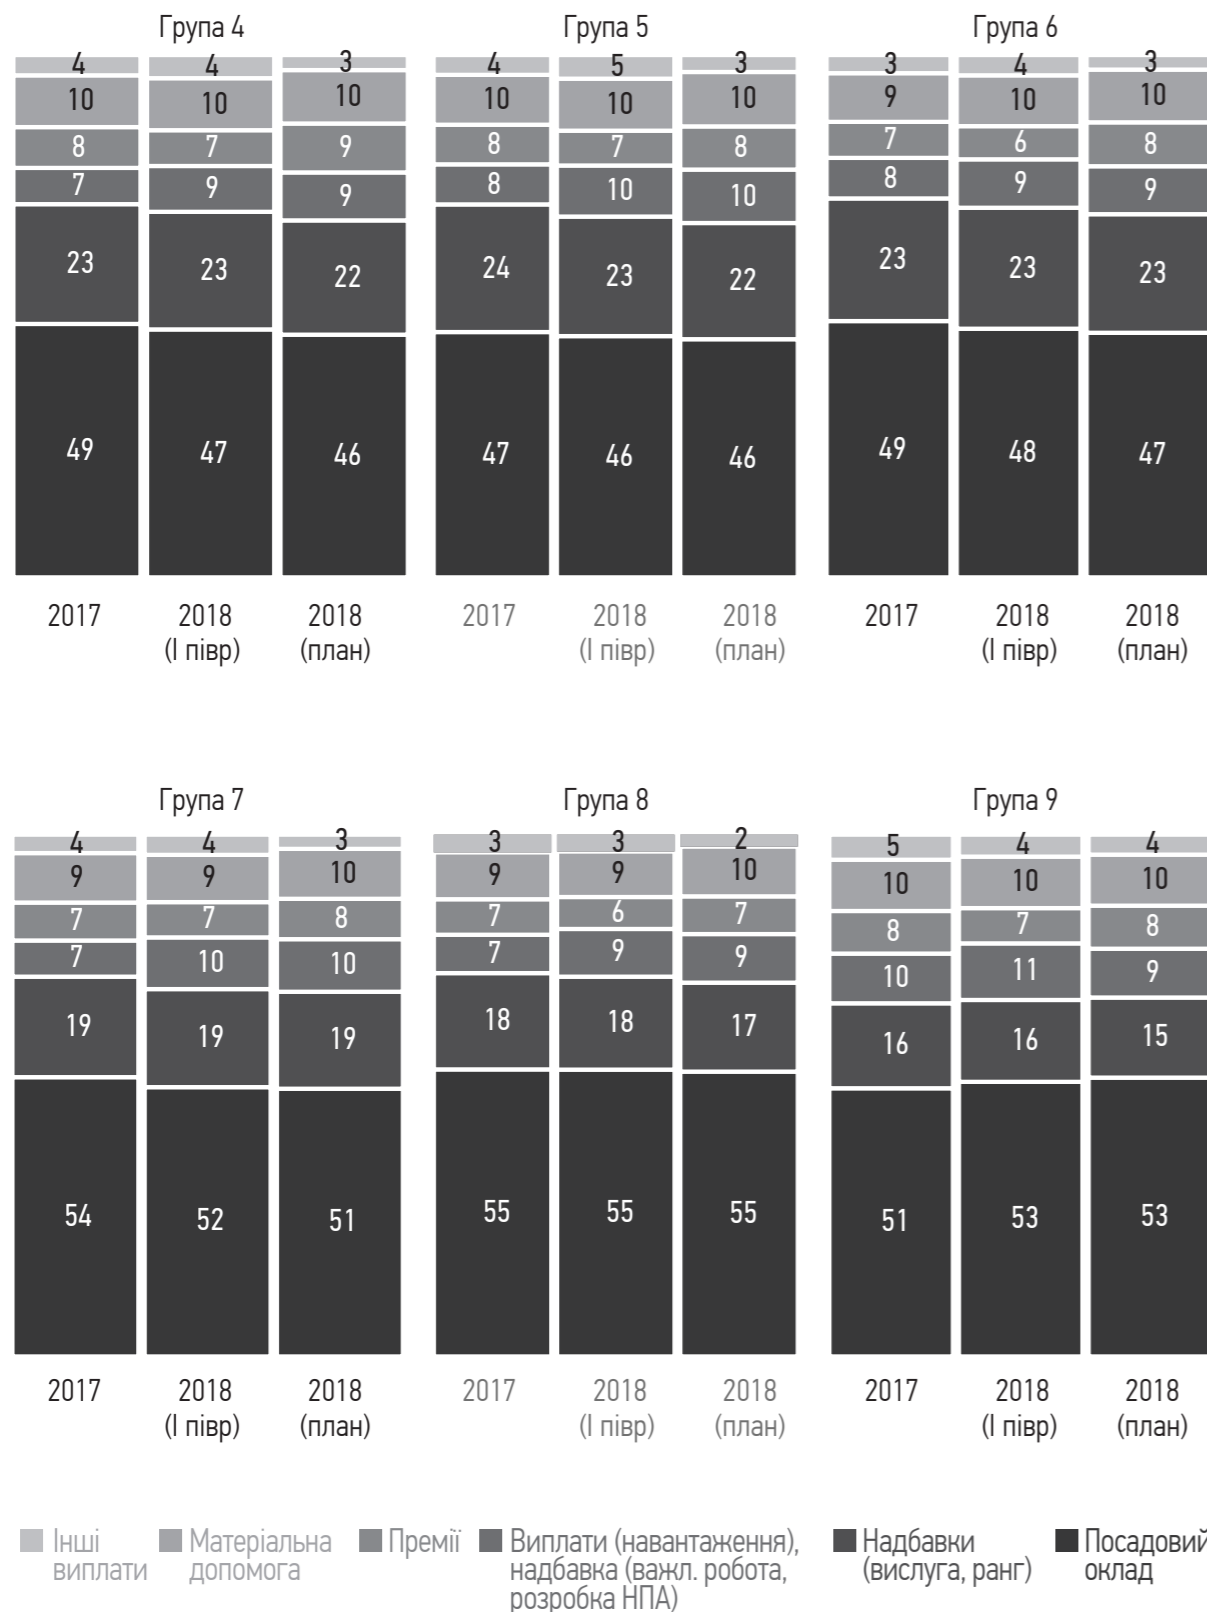 Група 4
Група 5
Група 6
4 4 3
4 5 3
3 4 3
10 10 10
10 10 10
9 10 10
8 7 9
8 7 8
7 6 8
7 9 9
8 10 10
8 9 9
23 23 22
24 23 22
23 23 23
49 47 46
47 46 46
49 48 47
2017
2018
(І півр)
2018
(план)
2017
2018
(І півр)
2018
(план)
2017
2018
(І півр)
2018
(план)
Група 7
Група 8
Група 9
4 4 3
3 3 2
5 4 4
9 9 10
9 9 10
10 10 10
7 7 8
7 6 7
8 7 8
7 10 10
7 9 9
10 11 9
19 19 19
18 18 17
16 16 15
54 52 51
55 55 55
51 53 53
2017
2018
(І півр)
2018
(план)
2017
2018
(І півр)
2018
(план)
2017
2018
(І півр)
2018
(план)
Інші
виплати
Матеріальна
допомога
Премії
Виплати (навантаження),
надбавка (важл. робота,
розробка НПА)
Надбавки
(вислуга, ранг)
Посадовий
оклад